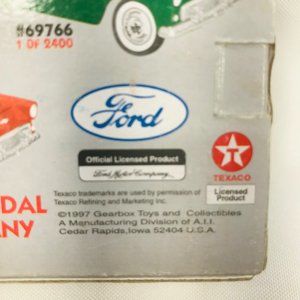 #69766
1 OF 2400
Ford
Official Licensed Product
Ford Motor Company
TEXACO
Licensed
Product
Texaco trademarks are used by permission of
Texaco Refining and Marketing Inc.
DAL
ANY
©1997 Gearbox Toys and Collectibles
A Manufacturing Division of A.I.I.
Cedar Rapids,Iowa 52404 U.S.A.